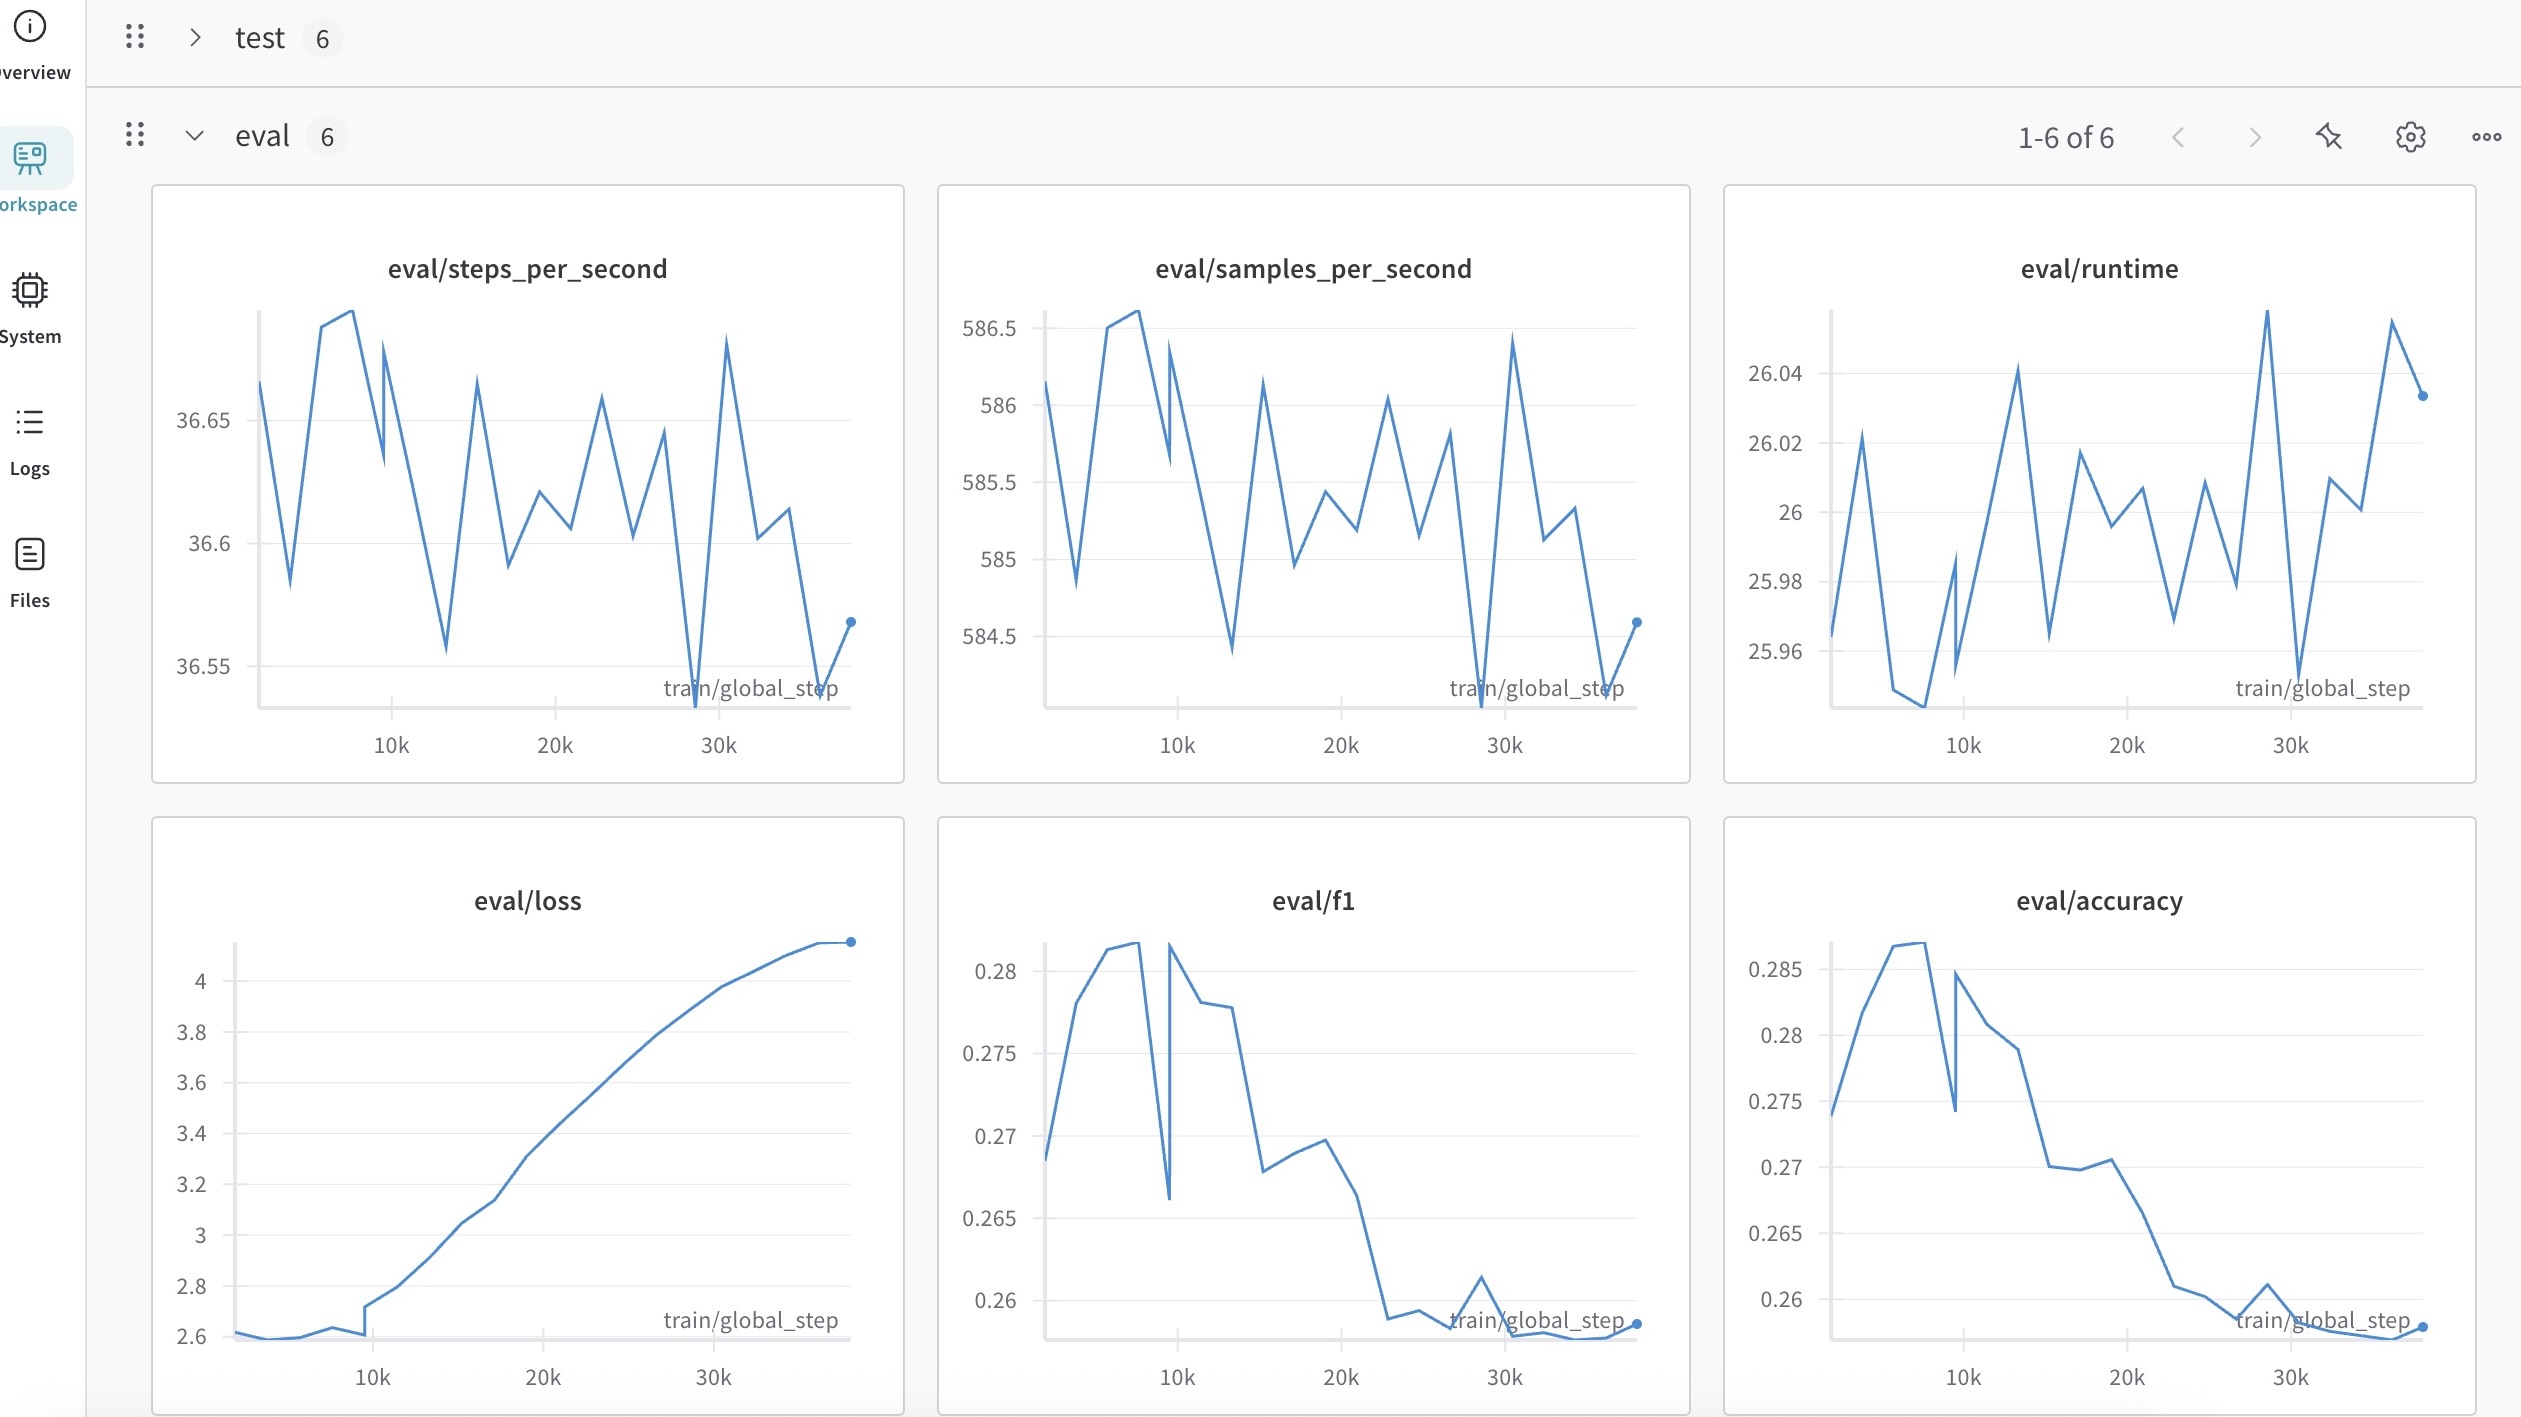 test 6
Overview
eval 6
1-6 of 6
orkspace
System
Logs
Files
eval/steps_per_second
36.65
36.6
36.55
train/global_step
10k 20k 30k
eval/samples_per_second
586.5
586
585.5
585
584.5
train/global_step
10k 20k 30k
eval/runtime
26.04
26.02
26
25.98
25.96
train/global_step
10k 20k 30k
eval/loss
4
3.8
3.6
3.4
3.2
3
2.8
2.6
train/global_step
10k 20k 30k
eval/f1
0.28
0.275
0.27
0.265
0.26
train/global_step
10k 20k 30k
eval/accuracy
0.285
0.28
0.275
0.27
0.265
0.26
train/global_step
10k 20k 30k